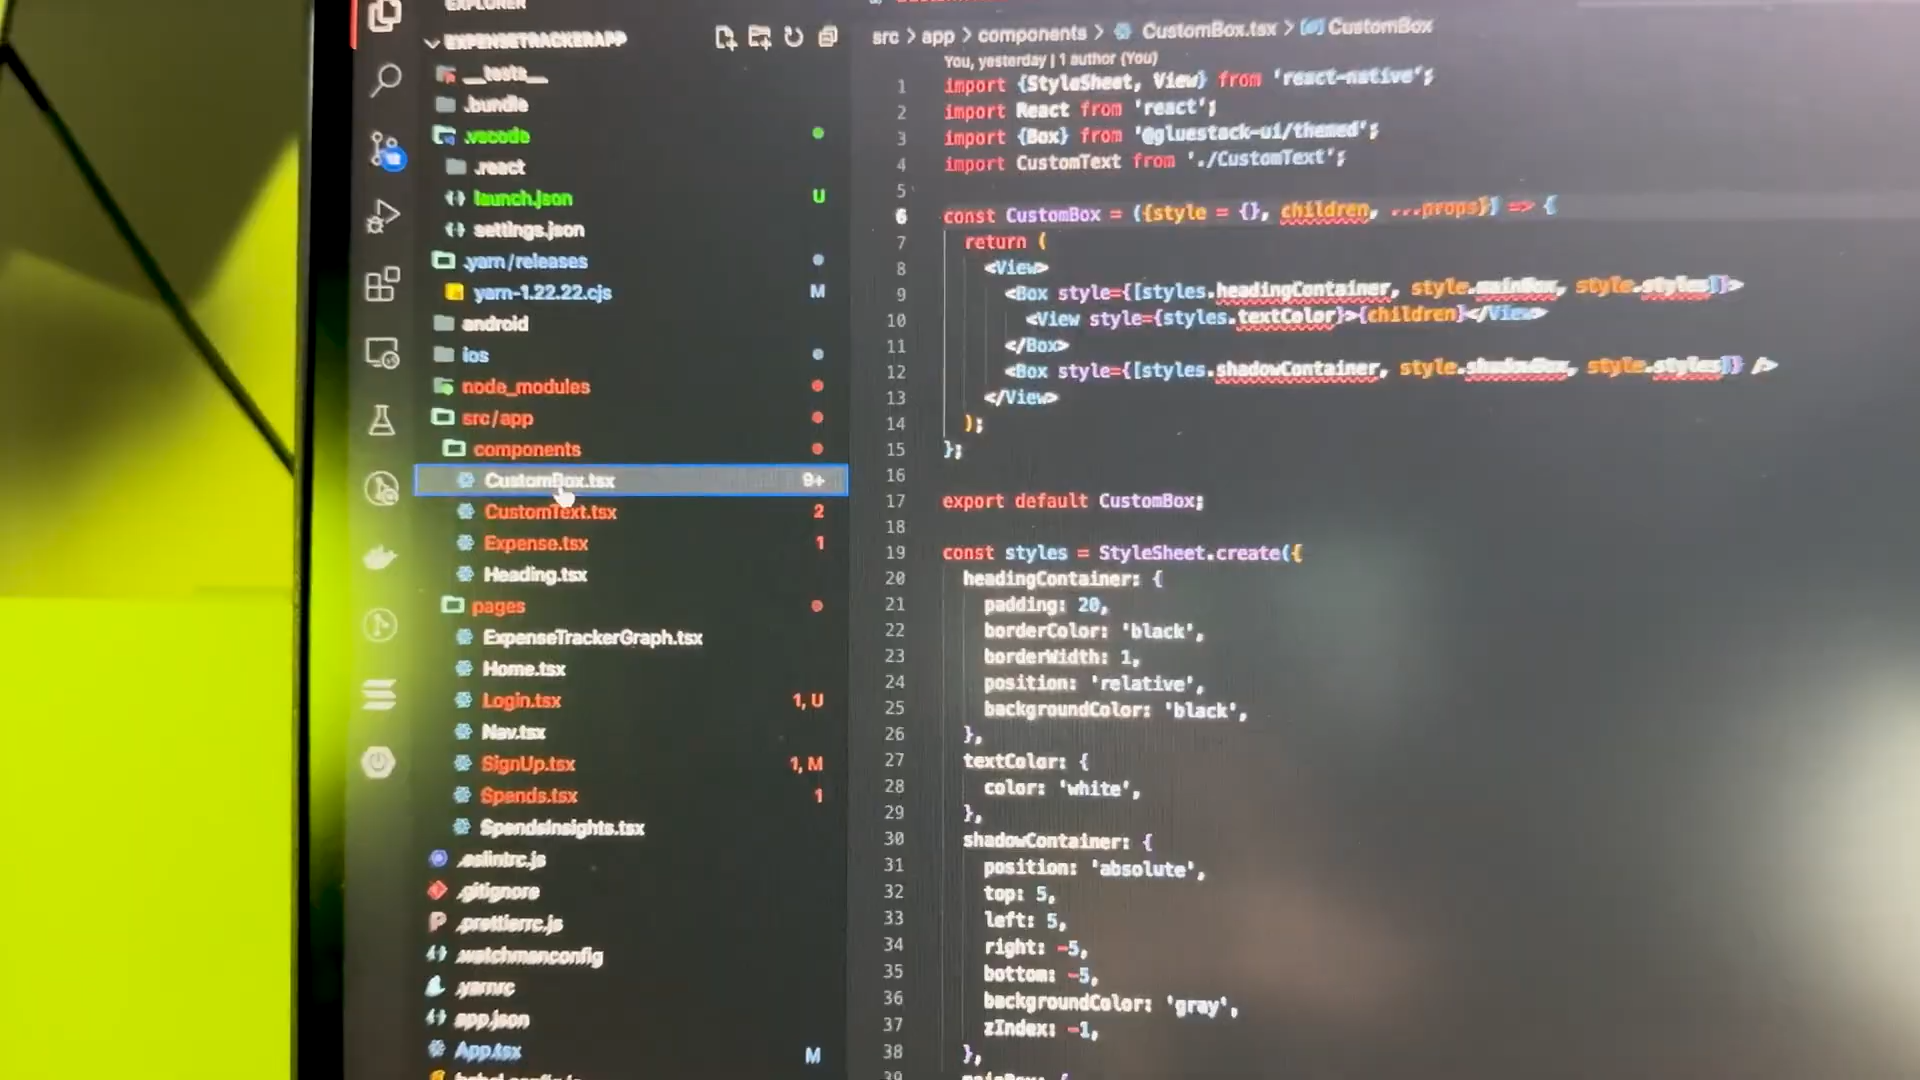 EXPLORER
EXPENSETRACKERAPP
__tests__
.bundle
.vscode
.react
launch.json U
settings.json
.yarn/releases
yarn-1.22.22.cjs M
android
ios
node_modules
src/app
components
CustomBox.tsx 9+
CustomText.tsx 2
Expense.tsx 1
Heading.tsx
pages
ExpenseTrackerGraph.tsx
Home.tsx
Login.tsx 1, U
Nav.tsx
SignUp.tsx 1, M
Spends.tsx 1
SpendsInsights.tsx
.eslintrc.js
.gitignore
.prettierrc.js
.watchmanconfig
.yarnrc
app.json
App.tsx M
src > app > components > CustomBox.tsx > CustomBox
You, yesterday | 1 author (You)
1 import {StyleSheet, View} from 'react-native';
2 import React from 'react';
3 import {Box} from '@gluestack-ui/themed';
4 import CustomText from './CustomText';
5
6 const CustomBox = ({style = {}, children, ...props}) => {
7 return (
8 <View>
9 <Box style={[styles.headingContainer, style.mainBox, style.styles]}>
10 <View style={styles.textColor}>{children}</View>
11 </Box>
12 <Box style={[styles.shadowContainer, style.shadowBox, style.styles]} />
13 </View>
14 );
15 };
16
17 export default CustomBox;
18
19 const styles = StyleSheet.create({
20 headingContainer: {
21 padding: 20,
22 borderColor: 'black',
23 borderWidth: 1,
24 position: 'relative',
25 backgroundColor: 'black',
26 },
27 textColor: {
28 color: 'white',
29 },
30 shadowContainer: {
31 position: 'absolute',
32 top: 5,
33 left: 5,
34 right: -5,
35 bottom: -5,
36 backgroundColor: 'gray',
37 zIndex: -1,
38 },
39 mainBox: {